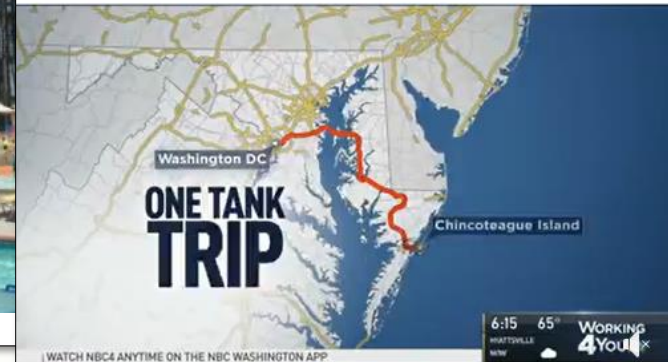 Washington DC
ONE TANK
TRIP
Chincoteague Island
6:15 65°
HYATTSVILLE
WORKING
4YOU
MD
WATCH NBC4 ANYTIME ON THE NBC WASHINGTON APP